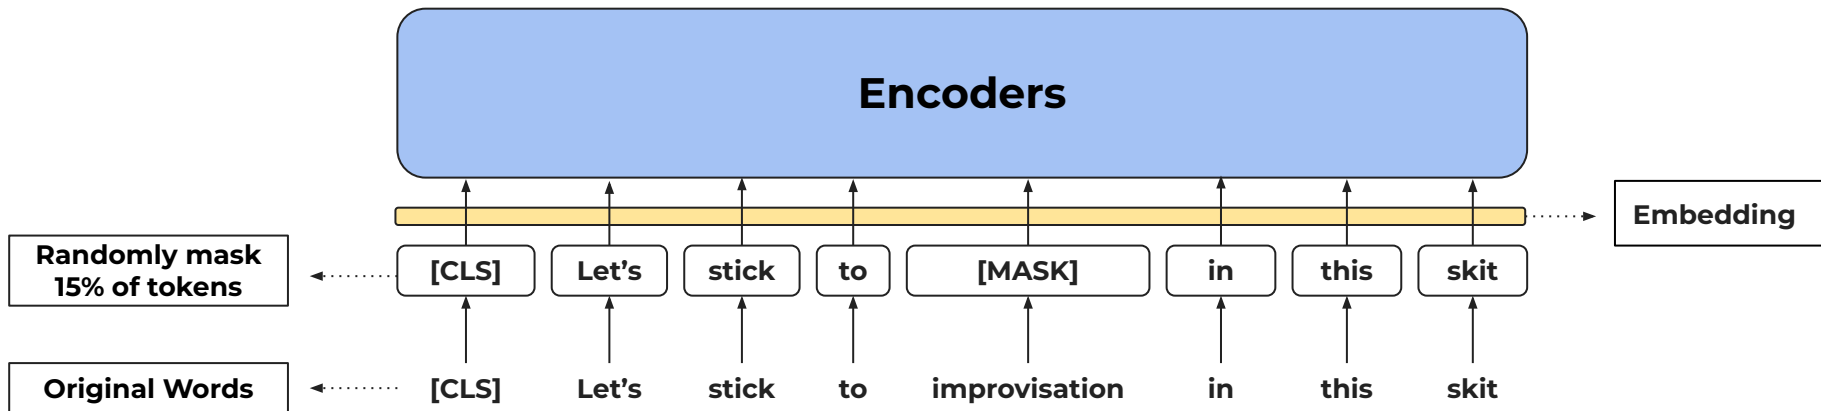 Encoders
Embedding
Randomly mask
15% of tokens
[CLS] Let’s stick to [MASK] in this skit
Original Words
[CLS] Let’s stick to improvisation in this skit